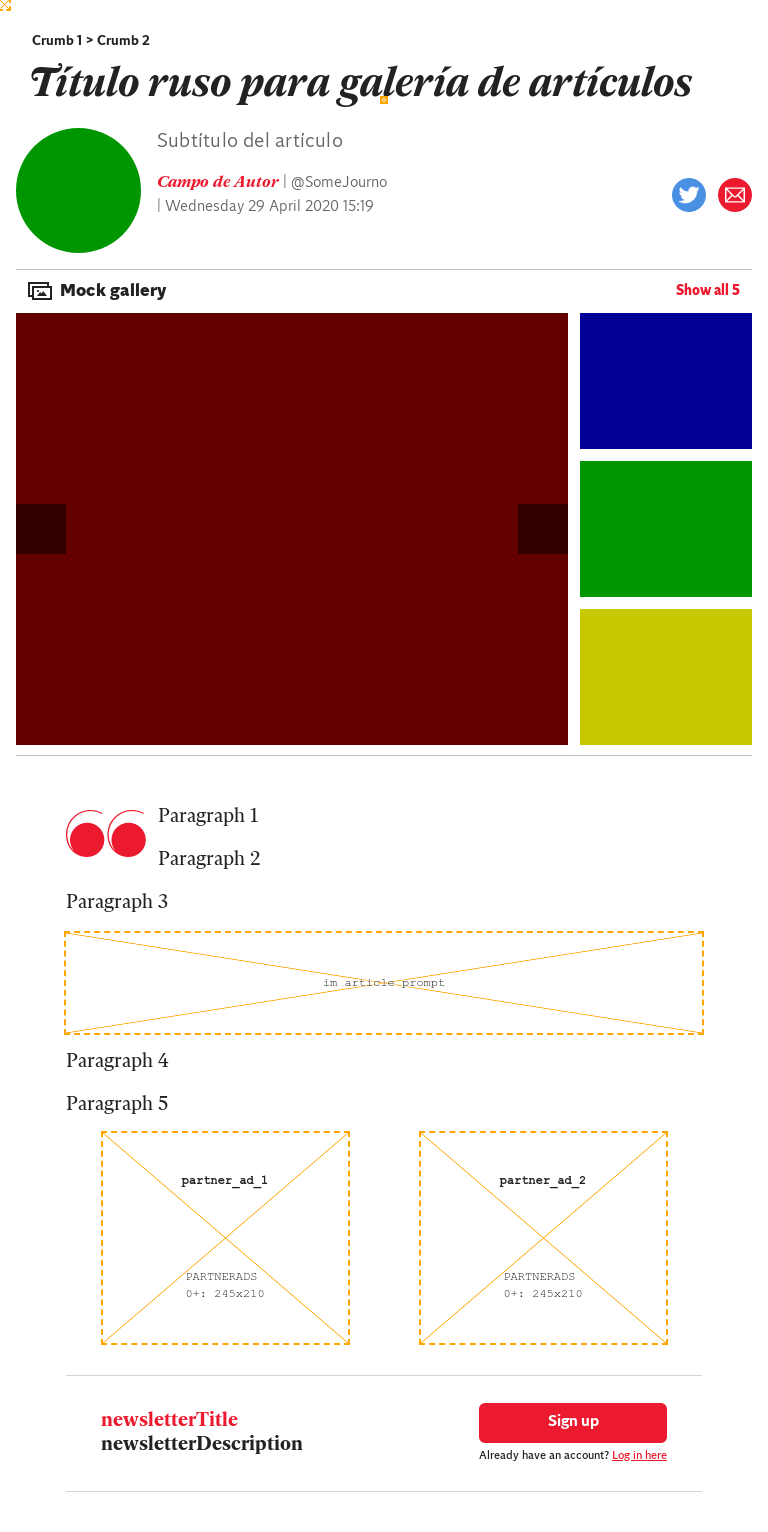 Crumb 1 > Crumb 2
Título ruso para galería de artículos
Subtítulo del artículo
Campo de Autor | @SomeJourno
| Wednesday 29 April 2020 15:19
Mock gallery
Show all 5
Paragraph 1
Paragraph 2
Paragraph 3
im article prompt
Paragraph 4
Paragraph 5
partner_ad_1
PARTNERADS
0+: 245x210
partner_ad_2
PARTNERADS
0+: 245x210
newsletterTitle
newsletterDescription
Sign up
Already have an account? Log in here